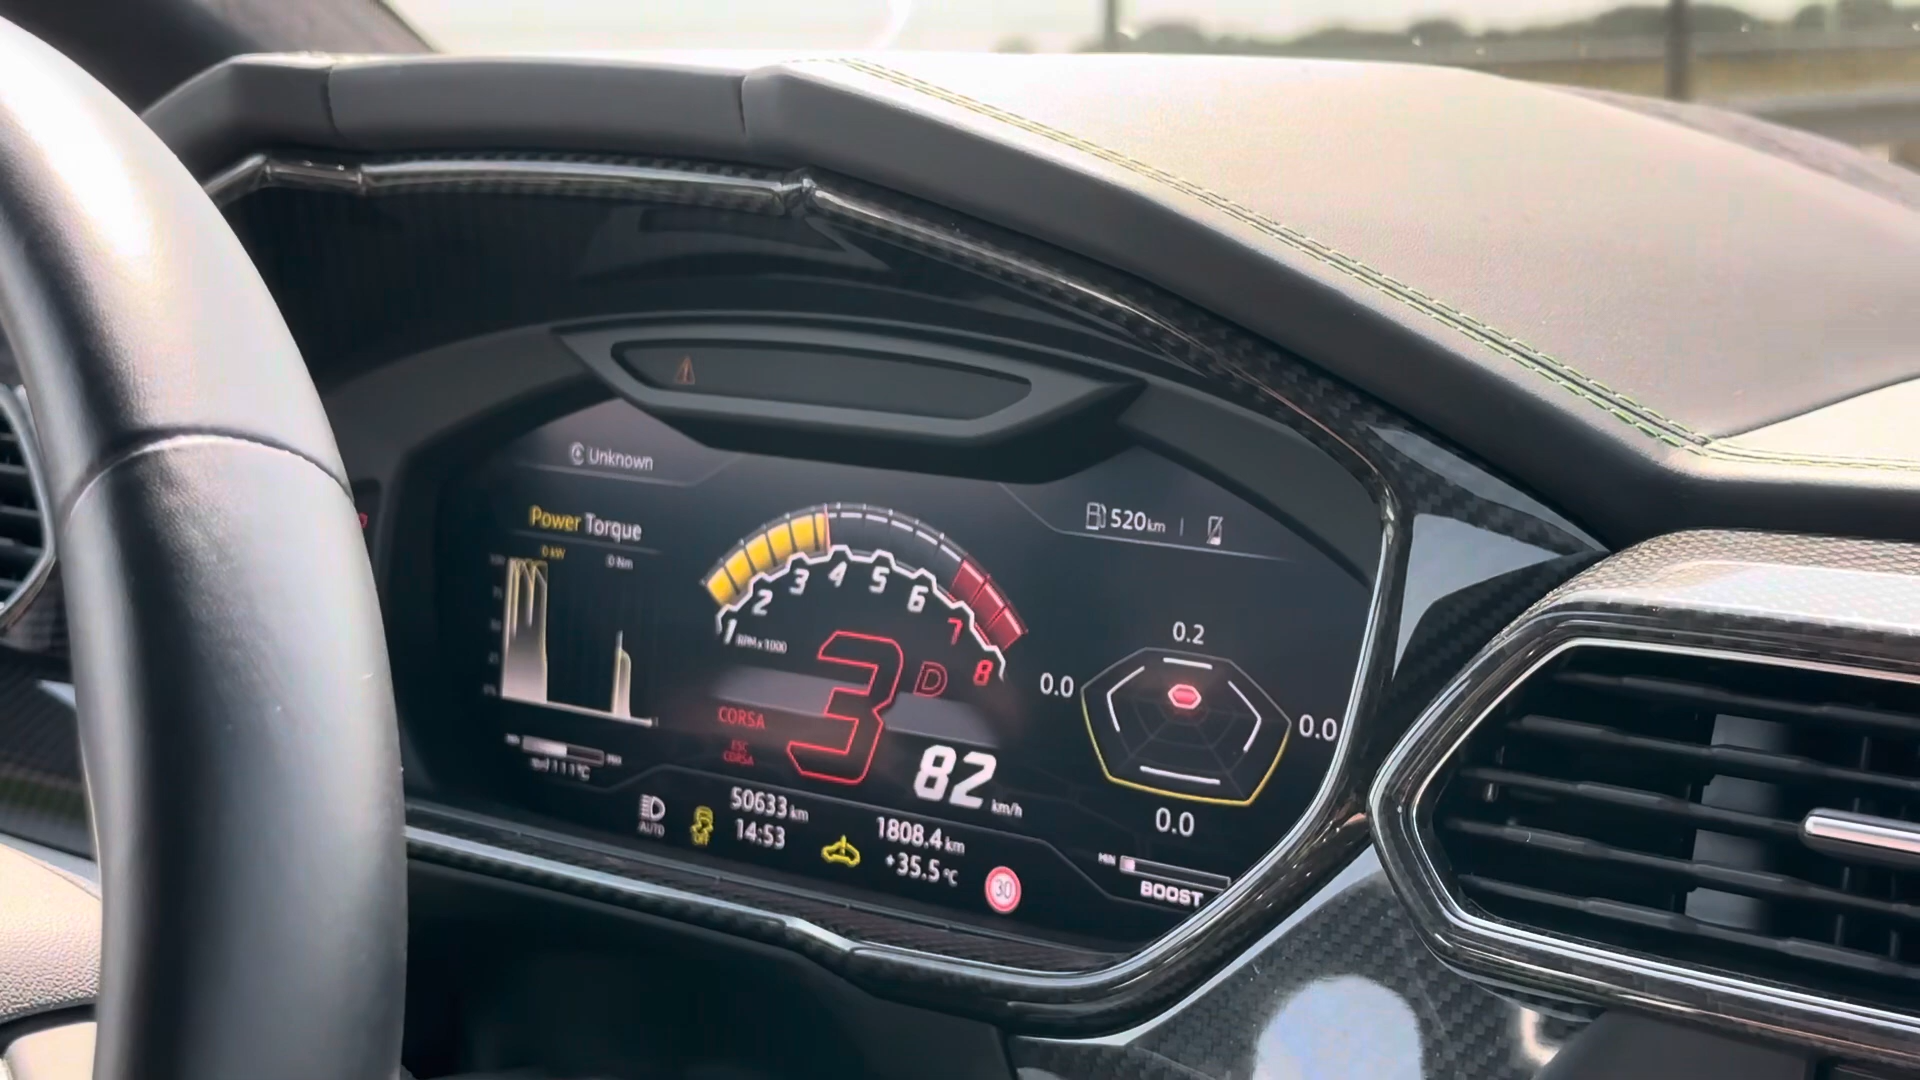 Unknown
Power Torque
0 kW
0 Nm
520 km
1 2 3 4 5 6 7 8
RPM x 1000
3 D
CORSA
ESC
CORSA
82 km/h
0.2
0.0
0.0
0.0
MIN
BOOST
AUTO
OFF
50633 km
14:53
1808.4 km
+35.5 °C
30